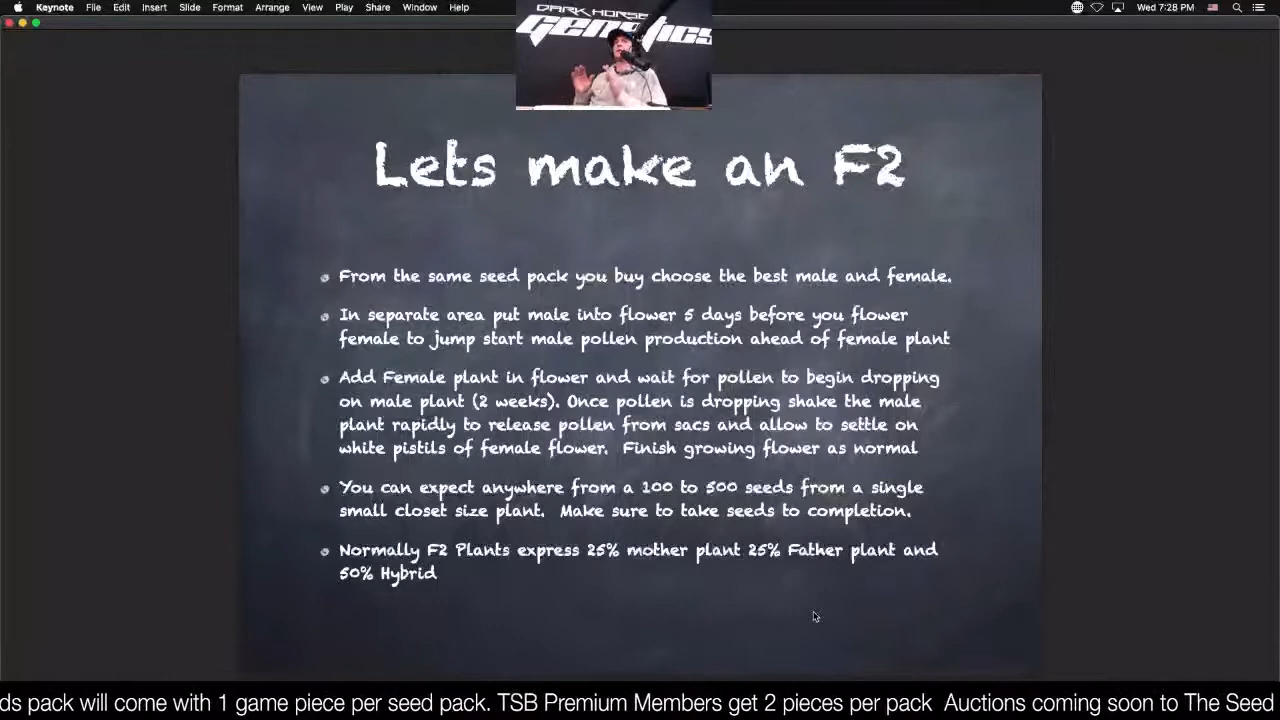 Keynote File Edit Insert Slide Format Arrange View Play Share Window Help Wed 7:28 PM
DARK HORSE
Genetics
Lets make an F2
From the same seed pack you buy choose the best male and female.
In separate area put male into flower 5 days before you flower
female to jump start male pollen production ahead of female plant
Add Female plant in flower and wait for pollen to begin dropping
on male plant (2 weeks). Once pollen is dropping shake the male
plant rapidly to release pollen from sacs and allow to settle on
white pistils of female flower. Finish growing flower as normal
You can expect anywhere from a 100 to 500 seeds from a single
small closet size plant. Make sure to take seeds to completion.
Normally F2 Plants express 25% mother plant 25% Father plant and
50% Hybrid
ds pack will come with 1 game piece per seed pack. TSB Premium Members get 2 pieces per pack Auctions coming soon to The Seed